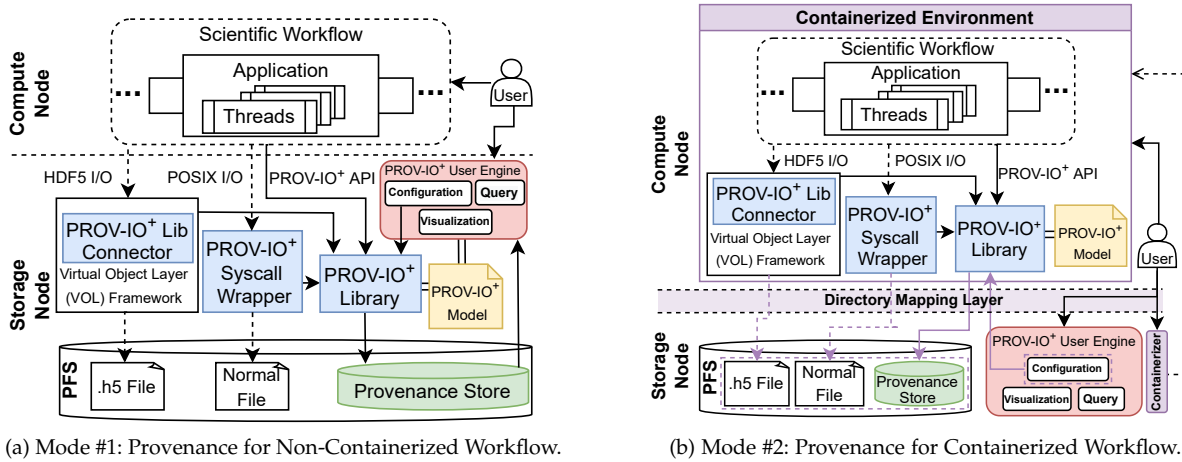 Compute
Node
Scientific Workflow
Application
Threads
...
...
User
HDF5 I/O
POSIX I/O
PROV-IO+ API
PROV-IO+ User Engine
Configuration
Query
Visualization
Storage
Node
PROV-IO+ Lib
Connector
Virtual Object Layer
(VOL) Framework
PROV-IO+
Syscall
Wrapper
PROV-IO+
Library
PROV-IO+
Model
PFS
.h5 File
Normal
File
Provenance Store
(a) Mode #1: Provenance for Non-Containerized Workflow.
Containerized Environment
Compute
Node
Scientific Workflow
Application
Threads
...
...
HDF5 I/O
POSIX I/O
PROV-IO+ API
PROV-IO+ Lib
Connector
Virtual Object Layer
(VOL) Framework
PROV-IO+
Syscall
Wrapper
PROV-IO+
Library
PROV-IO+
Model
User
Directory Mapping Layer
Storage
Node
PFS
.h5 File
Normal
File
Provenance
Store
PROV-IO+ User Engine
Configuration
Visualization
Query
Containerizer
(b) Mode #2: Provenance for Containerized Workflow.